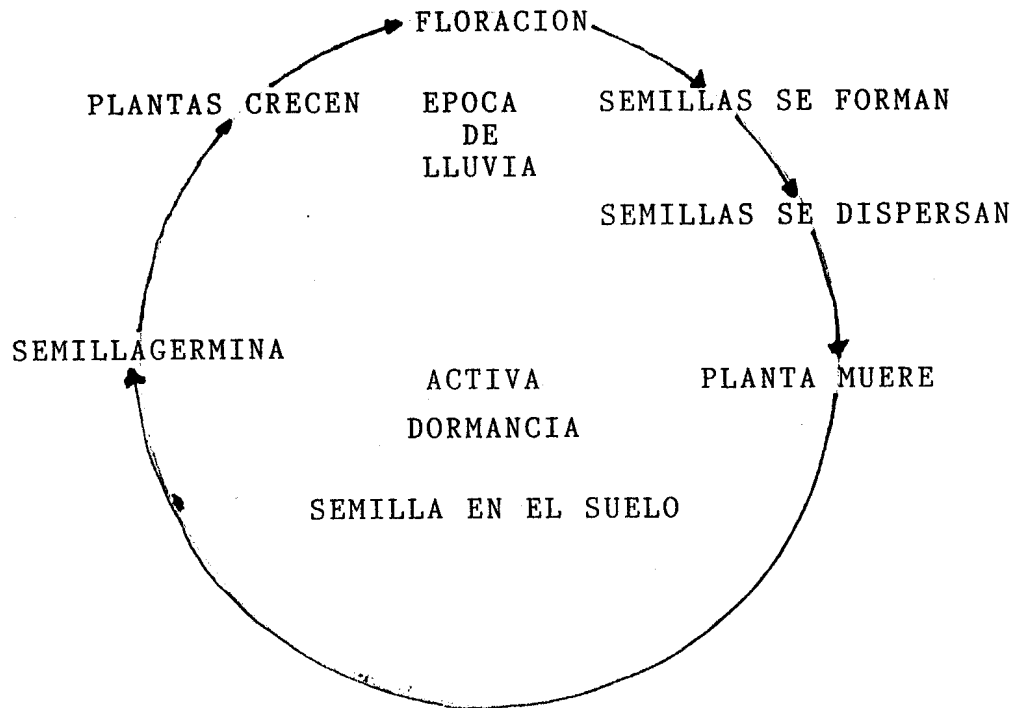 FLORACION
PLANTAS CRECEN EPOCA SEMILLAS SE FORMAN
DE
LLUVIA
SEMILLAS SE DISPERSAN
SEMILLAGERMINA
ACTIVA PLANTA MUERE
DORMANCIA
SEMILLA EN EL SUELO